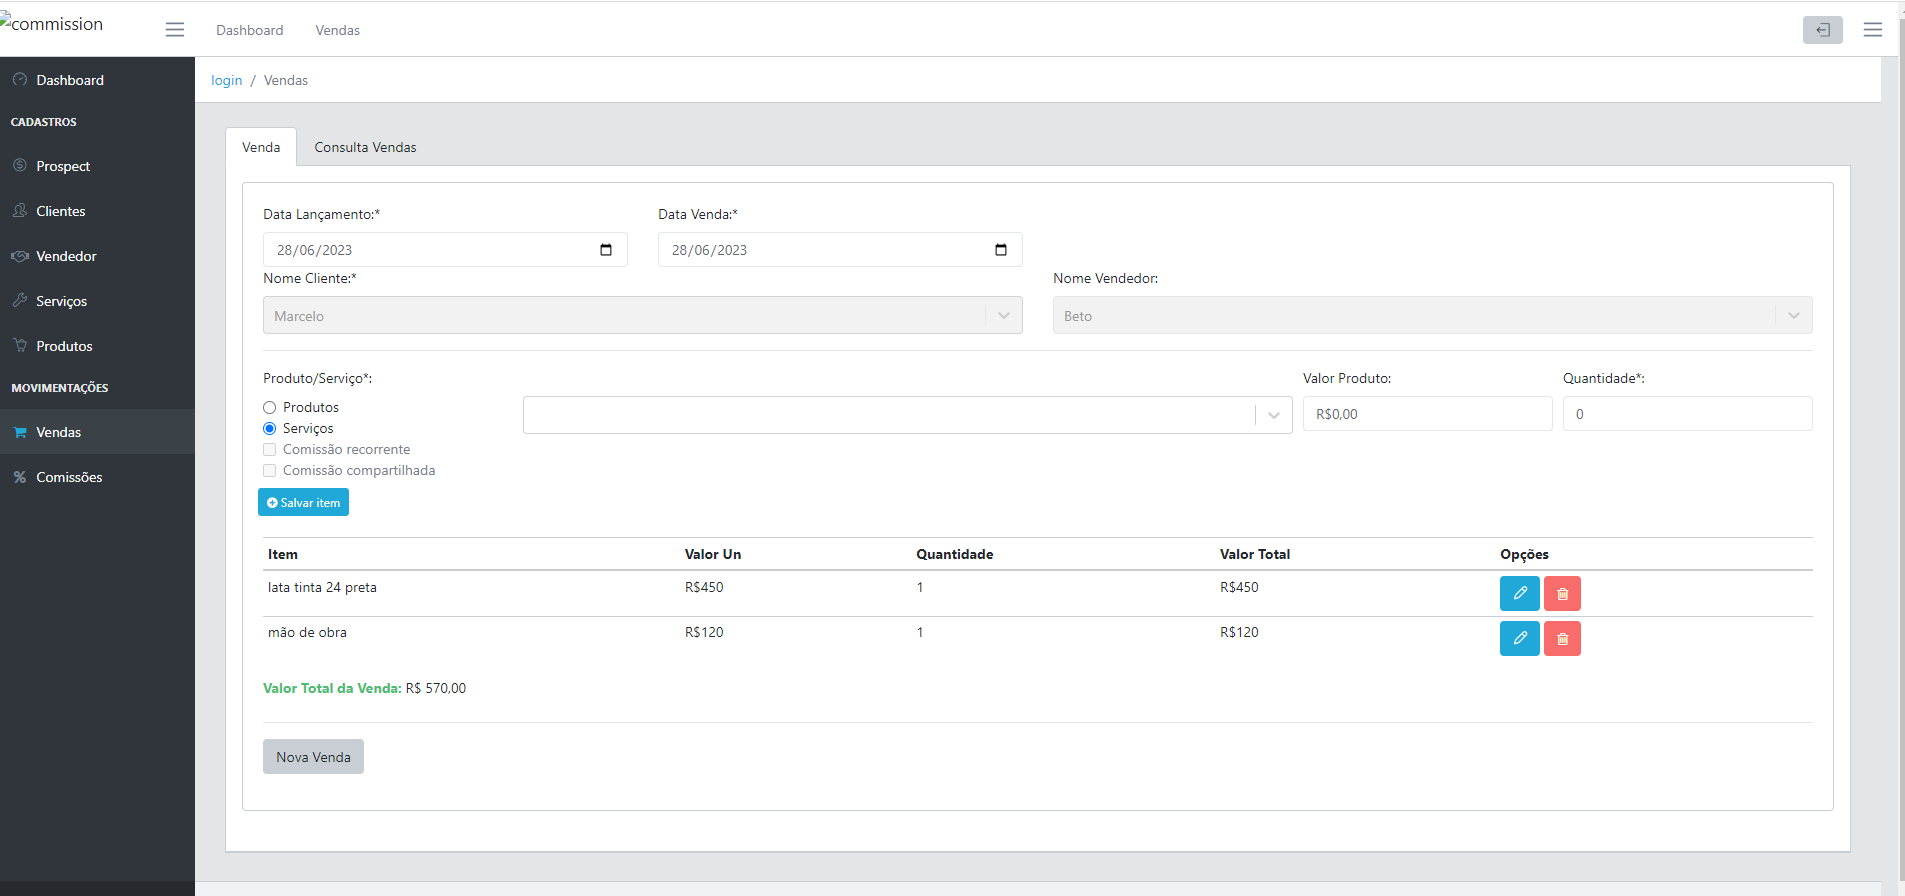 commission
Dashboard Vendas
Dashboard
CADASTROS
Prospect
Clientes
Vendedor
Serviços
Produtos
MOVIMENTAÇÕES
Vendas
Comissões
login / Vendas
Venda Consulta Vendas
Data Lançamento:* Data Venda:*
28/06/2023 28/06/2023
Nome Cliente:* Nome Vendedor:
Marcelo Beto
Produto/Serviço*: Valor Produto: Quantidade*:
Produtos R$0,00 0
Serviços
Comissão recorrente
Comissão compartilhada
Salvar item
Item Valor Un Quantidade Valor Total Opções
lata tinta 24 preta R$450 1 R$450
mão de obra R$120 1 R$120
Valor Total da Venda: R$ 570,00
Nova Venda